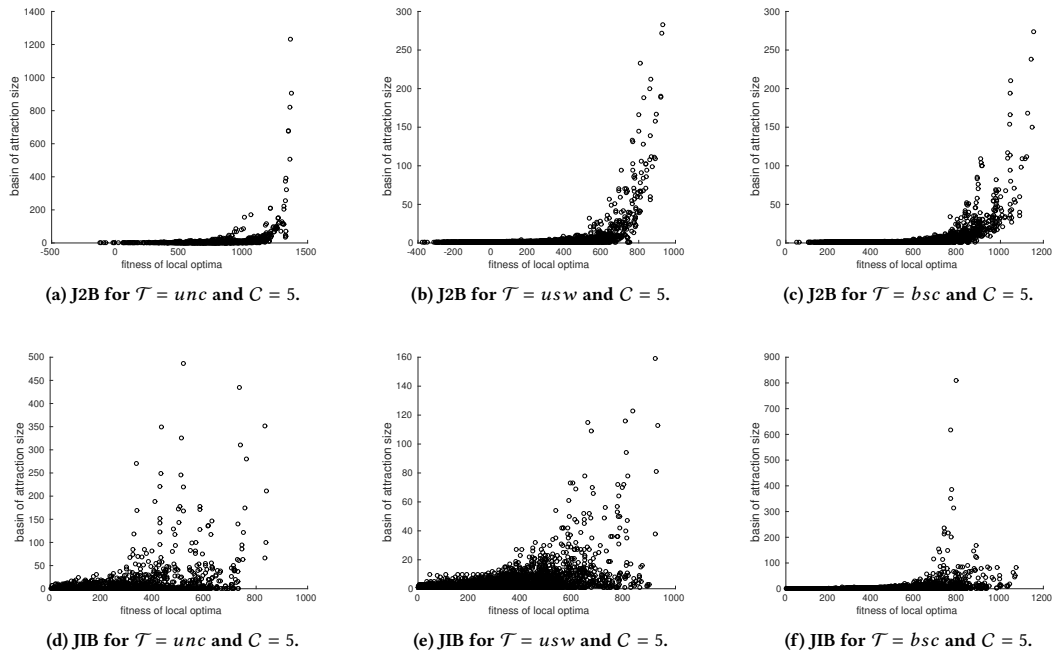 1400
1200
1000
800
600
400
200
0
-500 0 500 1000 1500
basin of attraction size
fitness of local optima
(a) J2B for 𝒯 = unc and C = 5.
300
250
200
150
100
50
0
-400 -200 0 200 400 600 800 1000
basin of attraction size
fitness of local optima
(b) J2B for 𝒯 = usw and C = 5.
300
250
200
150
100
50
0
0 200 400 600 800 1000 1200
basin of attraction size
fitness of local optima
(c) J2B for 𝒯 = bsc and C = 5.
500
450
400
350
300
250
200
150
100
50
0
0 200 400 600 800 1000
basin of attraction size
fitness of local optima
(d) JIB for 𝒯 = unc and C = 5.
160
140
120
100
80
60
40
20
0
0 200 400 600 800 1000
basin of attraction size
fitness of local optima
(e) JIB for 𝒯 = usw and C = 5.
900
800
700
600
500
400
300
200
100
0
0 200 400 600 800 1000 1200
basin of attraction size
fitness of local optima
(f) JIB for 𝒯 = bsc and C = 5.